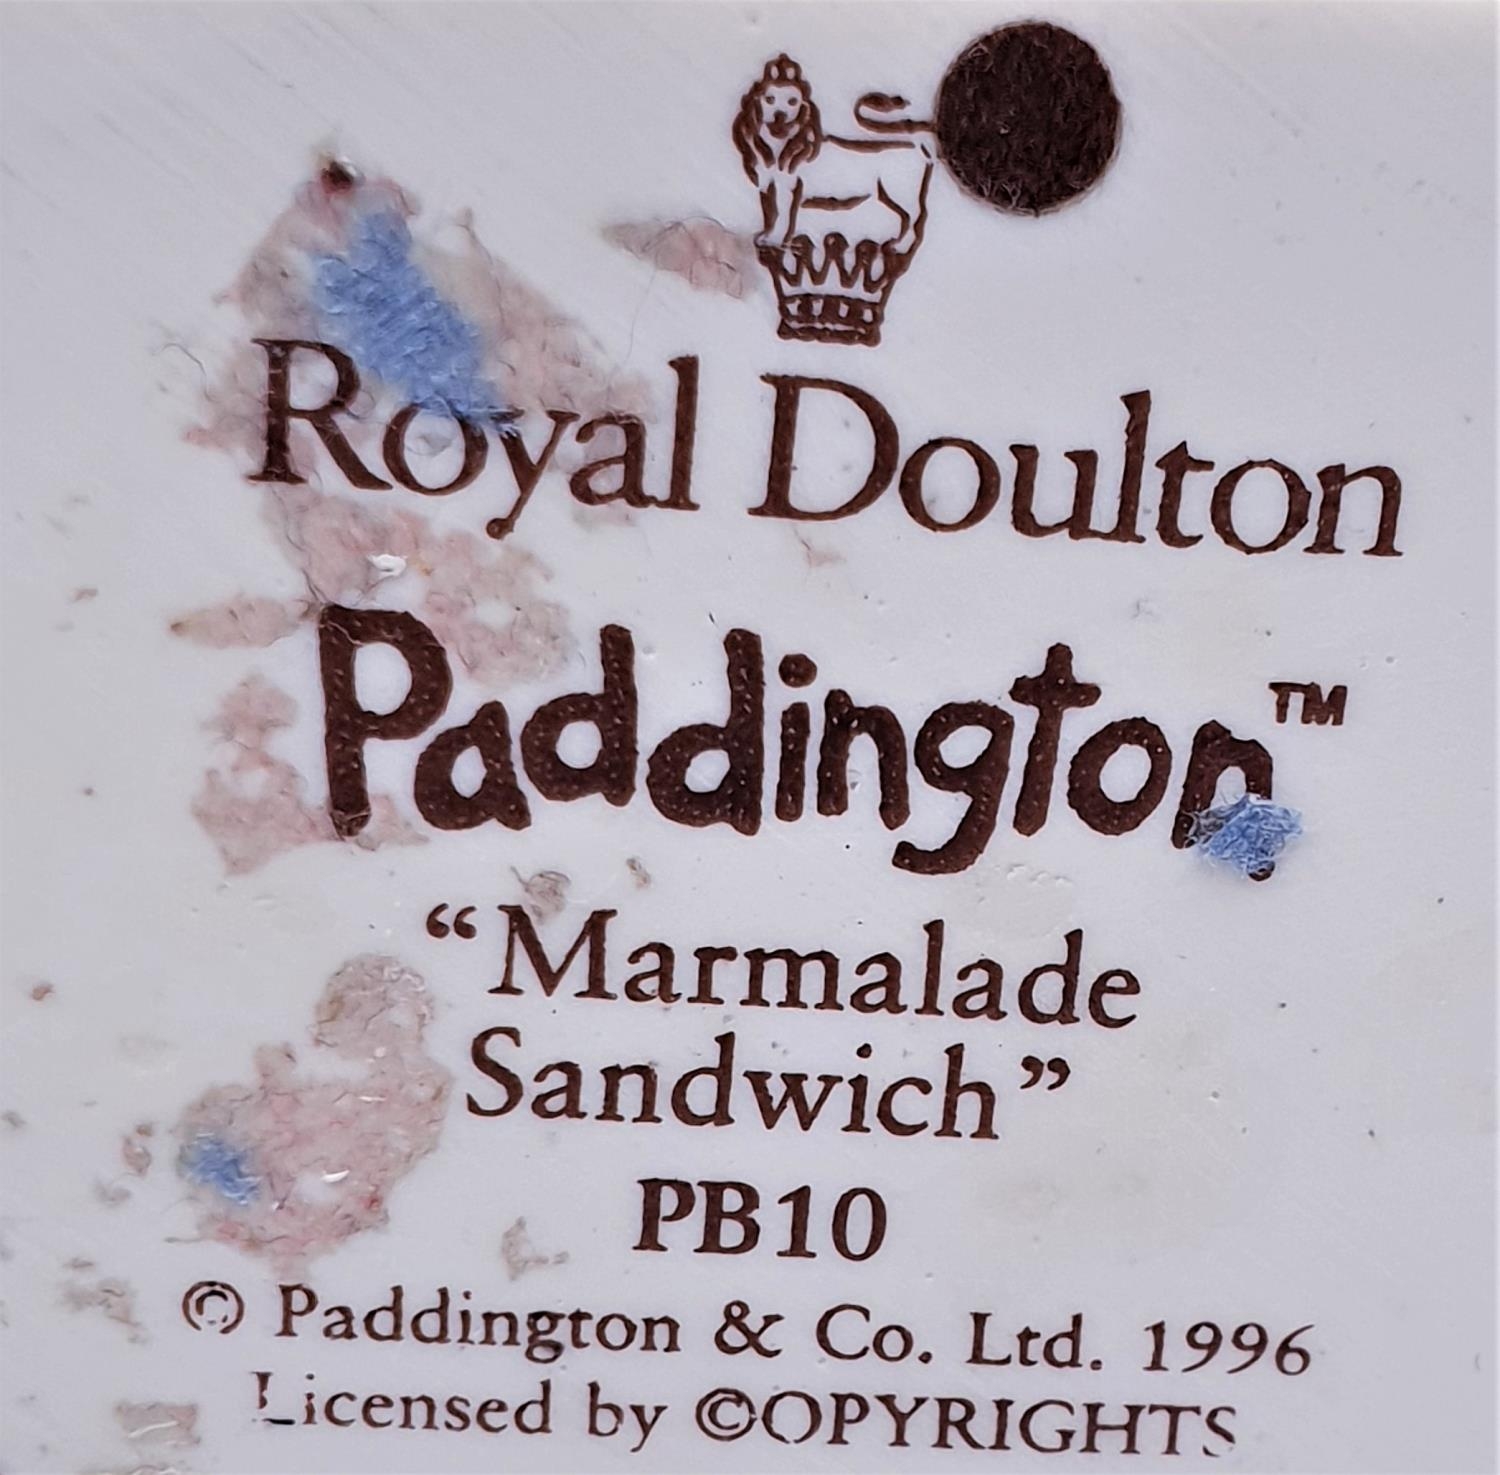 Royal Doulton
Paddington™
“Marmalade
Sandwich”
PB10
© Paddington & Co. Ltd. 1996
Licensed by ©OPYRIGHTS